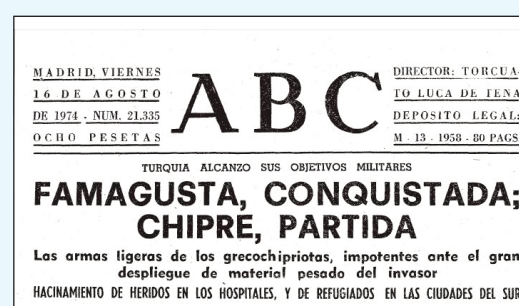 MADRID, VIERNES
16 DE AGOSTO
DE 1974 - NUM. 21.335
OCHO PESETAS
ABC
DIRECTOR: TORCUA-
TO LUCA DE TENA
DEPOSITO LEGAL:
M - 13 - 1958 - 80 PAGS
TURQUIA ALCANZO SUS OBJETIVOS MILITARES
FAMAGUSTA, CONQUISTADA;
CHIPRE, PARTIDA
Las armas ligeras de los grecochipriotas, impotentes ante el gran
despliegue de material pesado del invasor
HACINAMIENTO DE HERIDOS EN LOS HOSPITALES, Y DE REFUGIADOS EN LAS CIUDADES DEL SUR